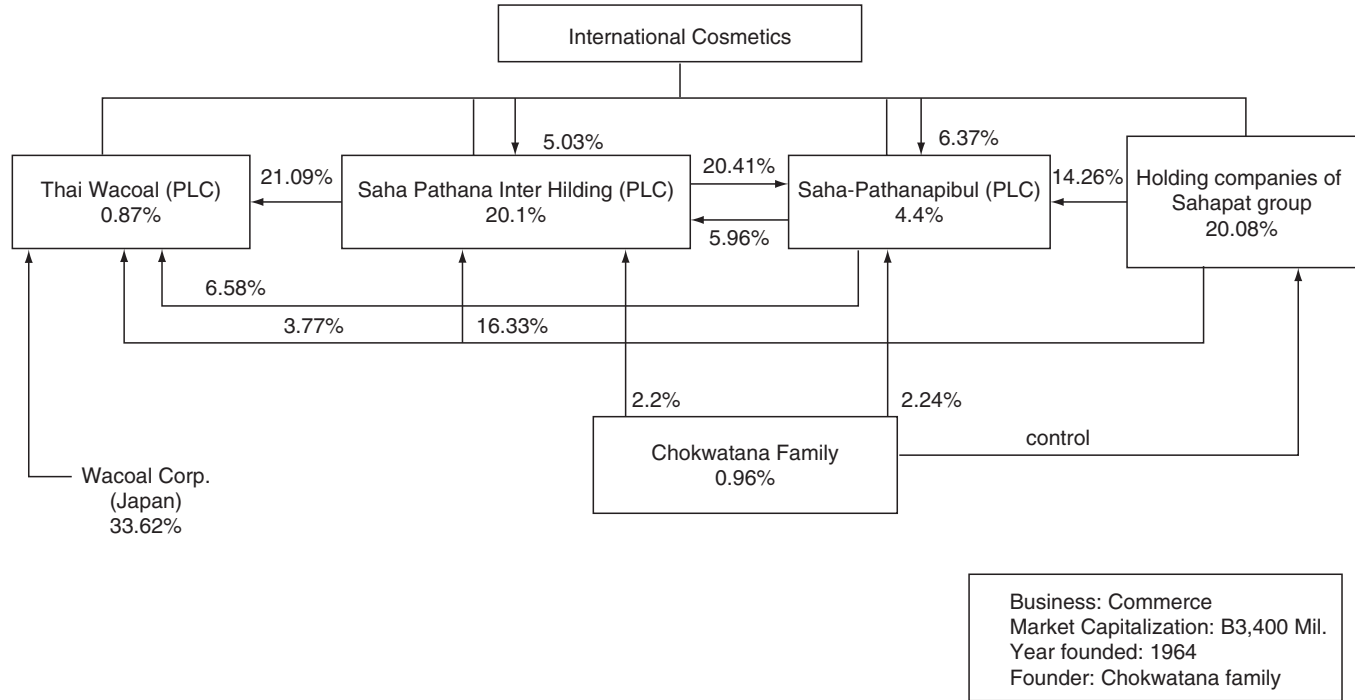 International Cosmetics
5.03%
6.37%
Thai Wacoal (PLC)
0.87%
21.09%
Saha Pathana Inter Hilding (PLC)
20.1%
20.41%
5.96%
Saha-Pathanapibul (PLC)
4.4%
14.26%
Holding companies of
Sahapat group
20.08%
6.58%
3.77%
16.33%
2.2%
2.24%
Chokwatana Family
0.96%
control
Wacoal Corp.
(Japan)
33.62%
Business: Commerce
Market Capitalization: B3,400 Mil.
Year founded: 1964
Founder: Chokwatana family